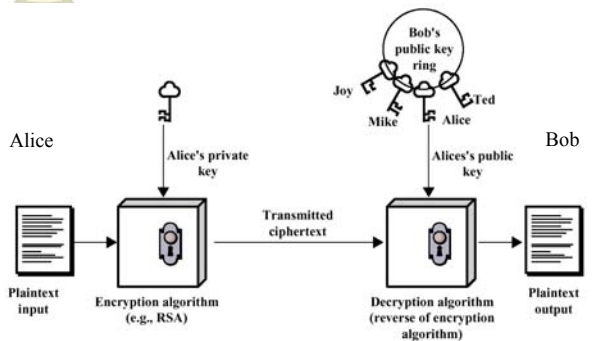 Bob's
public key
ring
Joy
Ted
Mike
Alice
Alice
Bob
Alice's private
key
Alices's public
key
Transmitted
ciphertext
Plaintext
input
Encryption algorithm
(e.g., RSA)
Decryption algorithm
(reverse of encryption
algorithm)
Plaintext
output